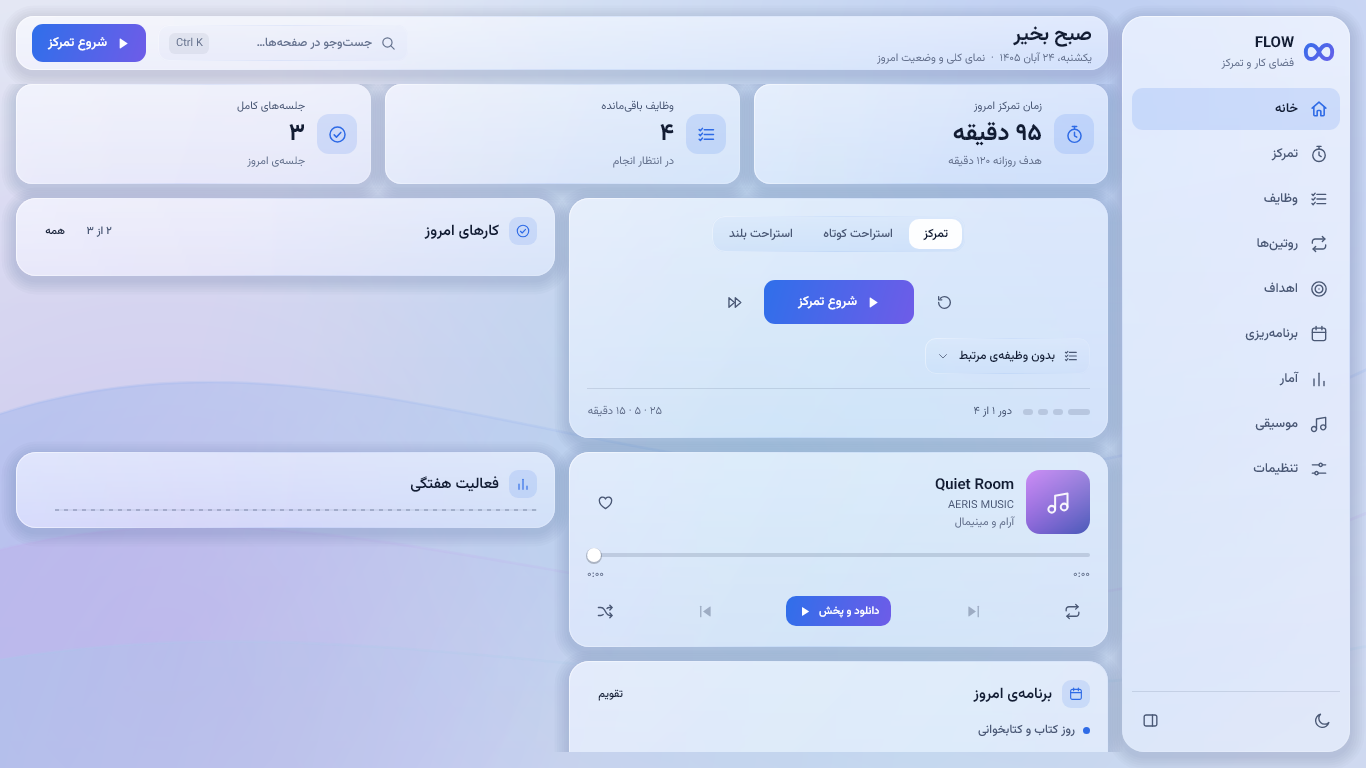 FLOW
فضای کار و تمرکز
خانه
تمرکز
وظایف
روتین‌ها
اهداف
برنامه‌ریزی
آمار
موسیقی
تنظیمات
صبح بخیر
یکشنبه، ۲۴ آبان ۱۴۰۵ · نمای کلی و وضعیت امروز
جست‌وجو در صفحه‌ها…
Ctrl K
شروع تمرکز
زمان تمرکز امروز
۹۵ دقیقه
هدف روزانه ۱۲۰ دقیقه
وظایف باقی‌مانده
۴
در انتظار انجام
جلسه‌های کامل
۳
جلسه‌ی امروز
تمرکز
استراحت کوتاه
استراحت بلند
شروع تمرکز
بدون وظیفه‌ی مرتبط
دور ۱ از ۴
۲۵ · ۵ · ۱۵ دقیقه
کارهای امروز
۲ از ۳
همه
Quiet Room
AERIS MUSIC
آرام و مینیمال
۰:۰۰
۰:۰۰
دانلود و پخش
فعالیت هفتگی
برنامه‌ی امروز
تقویم
روز کتاب و کتابخوانی